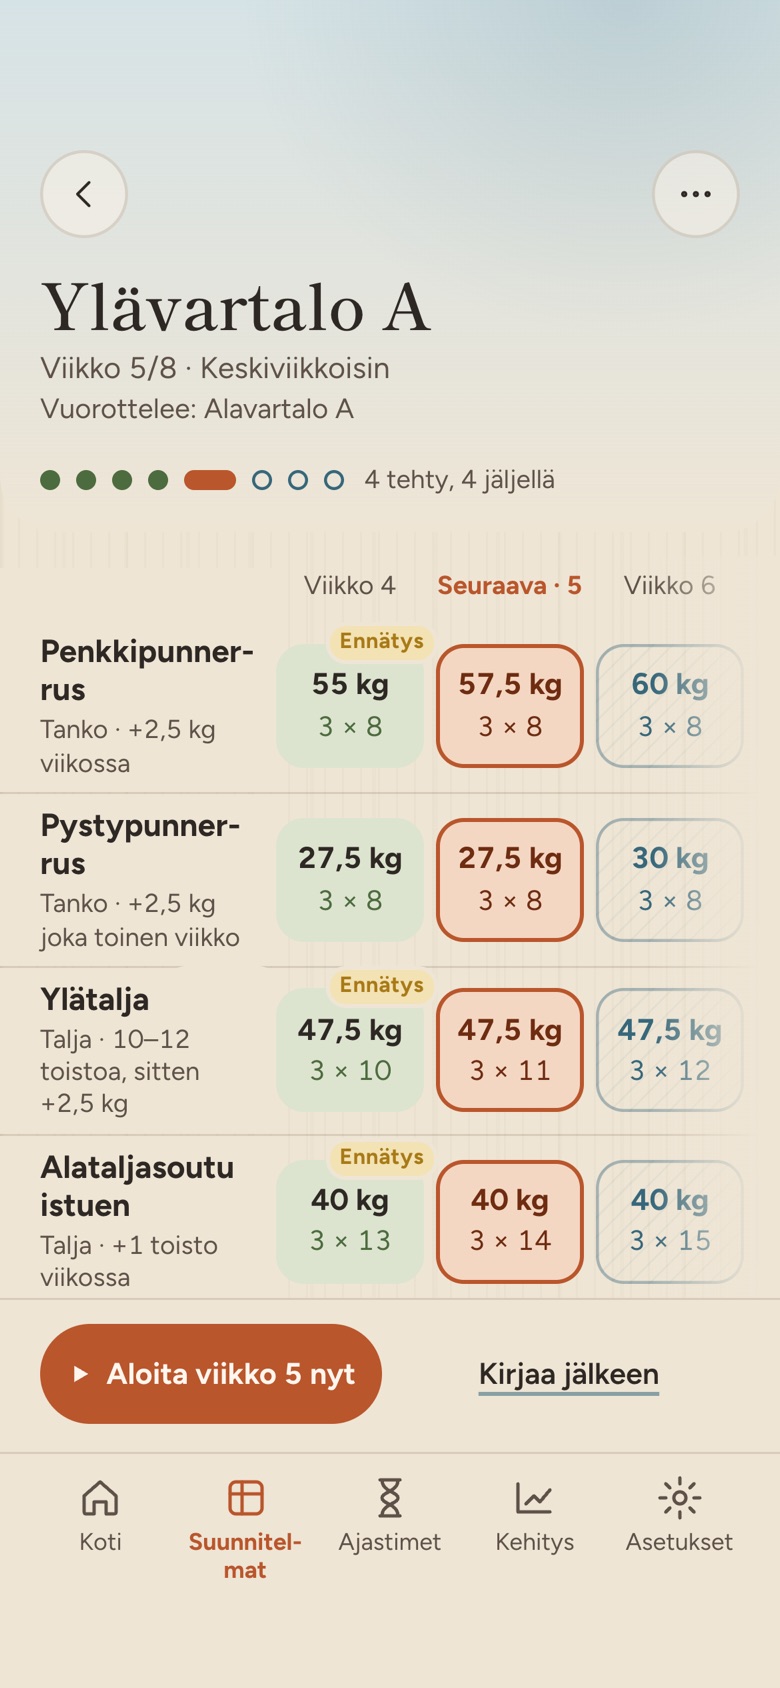 Ylävartalo A
Viikko 5/8 · Keskiviikkoisin
Vuorottelee: Alavartalo A
4 tehty, 4 jäljellä
Viikko 4
Seuraava · 5
Viikko 6
Penkkipunner-
rus
Tanko · +2,5 kg
viikossa
Ennätys
55 kg
3 × 8
57,5 kg
3 × 8
60 kg
3 × 8
Pystypunner-
rus
Tanko · +2,5 kg
joka toinen viikko
27,5 kg
3 × 8
27,5 kg
3 × 8
30 kg
3 × 8
Ylätalja
Talja · 10–12
toistoa, sitten
+2,5 kg
Ennätys
47,5 kg
3 × 10
47,5 kg
3 × 11
47,5 kg
3 × 12
Alataljasoutu
istuen
Talja · +1 toisto
viikossa
Ennätys
40 kg
3 × 13
40 kg
3 × 14
40 kg
3 × 15
Aloita viikko 5 nyt
Kirjaa jälkeen
Koti
Suunnitel-
mat
Ajastimet
Kehitys
Asetukset